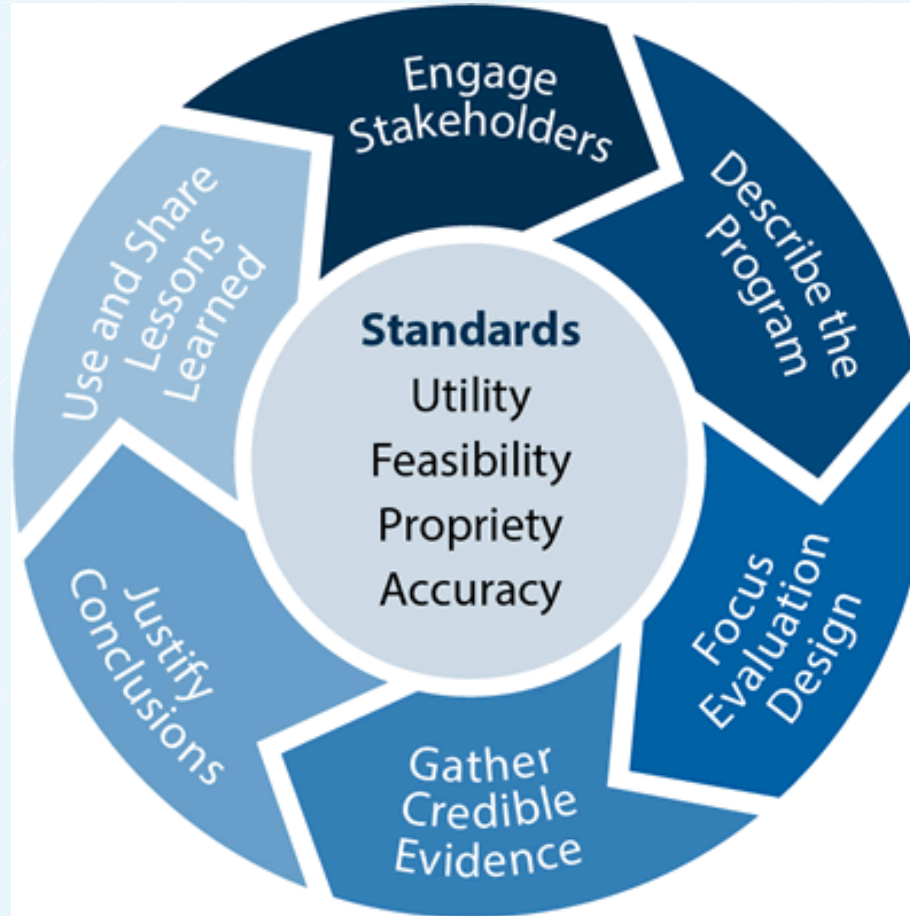 Engage
Stakeholders
Describe the
Program
Focus
Evaluation
Design
Gather
Credible
Evidence
Justify
Conclusions
Use and Share
Lessons
Learned
Standards
Utility
Feasibility
Propriety
Accuracy